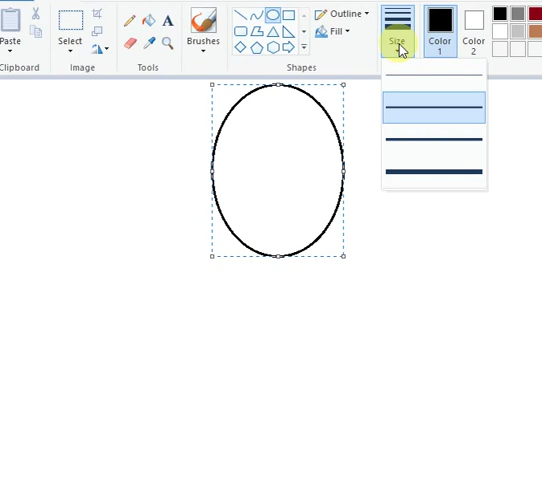 Paste
Clipboard
Select
Image
A
Tools
Brushes
Outline
Fill
Shapes
Size
Color
1
Color
2